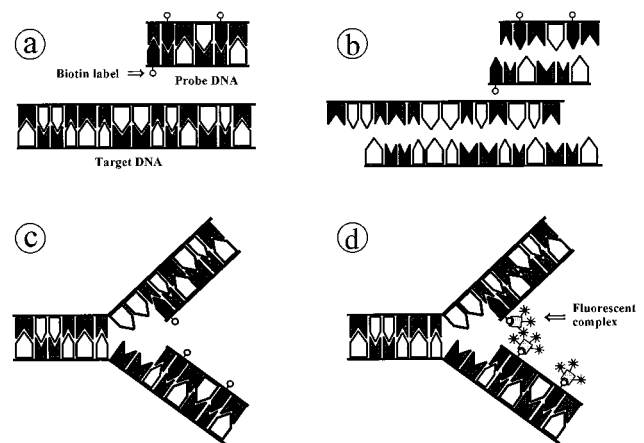 a
Biotin label
Probe DNA
Target DNA
b
c
d
Fluorescent
complex